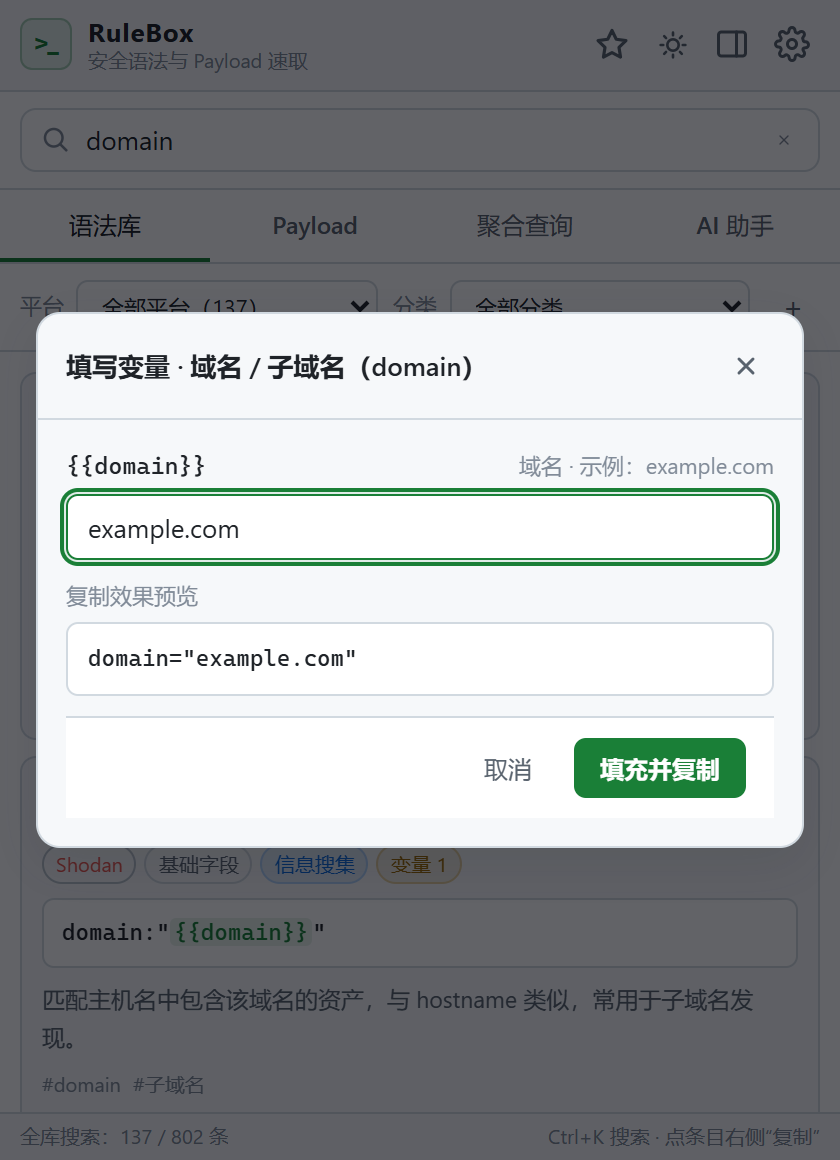 >_ RuleBox
安全语法与 Payload 速取
domain ×
语法库 Payload 聚合查询 AI 助手
平台 全部平台（137） 分类 全部分类 +
填写变量 · 域名 / 子域名（domain） ×
{{domain}} 域名 · 示例：example.com
example.com
复制效果预览
domain="example.com"
取消 填充并复制
Shodan 基础字段 信息搜集 变量 1
domain:"{{domain}}"
匹配主机名中包含该域名的资产，与 hostname 类似，常用于子域名发
现。
#domain #子域名
全库搜索：137 / 802 条 Ctrl+K 搜索 · 点条目右侧“复制”